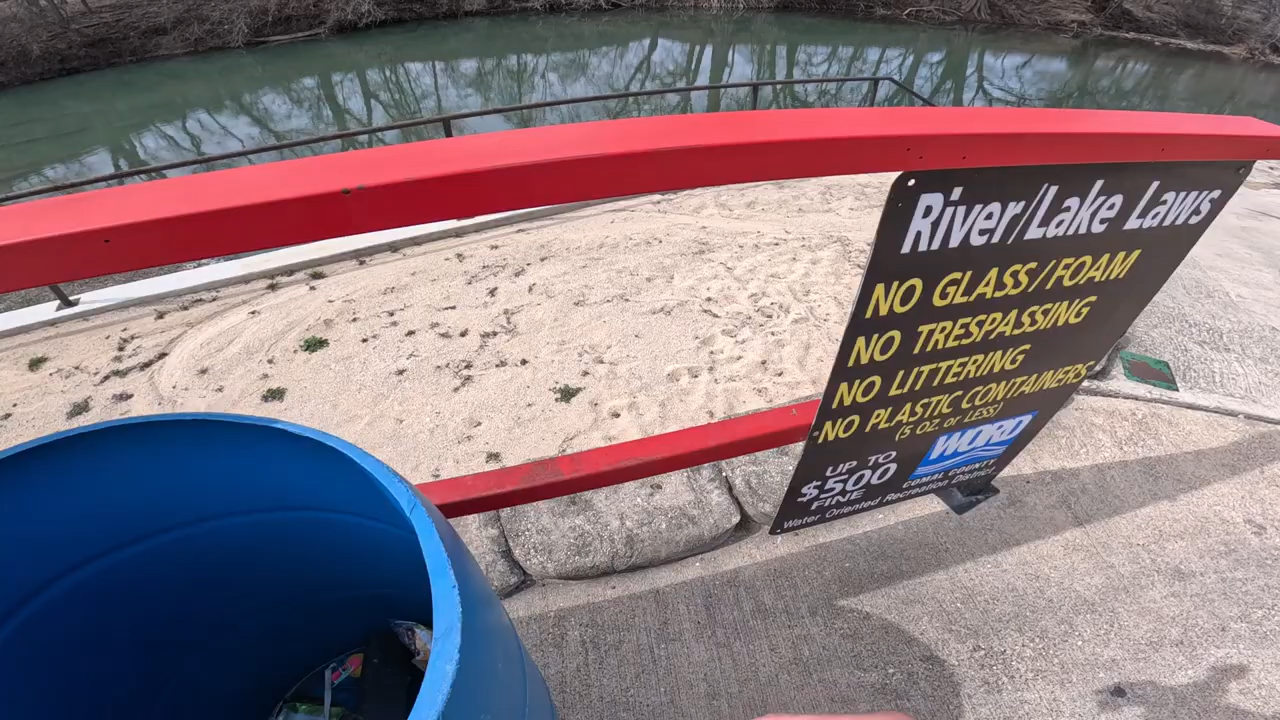 River/Lake Laws
NO GLASS/FOAM
NO TRESPASSING
NO LITTERING
NO PLASTIC CONTAINERS
(5 OZ. or LESS)
UP TO
$500
FINE
WORD
COMAL COUNTY
Water Oriented Recreation District